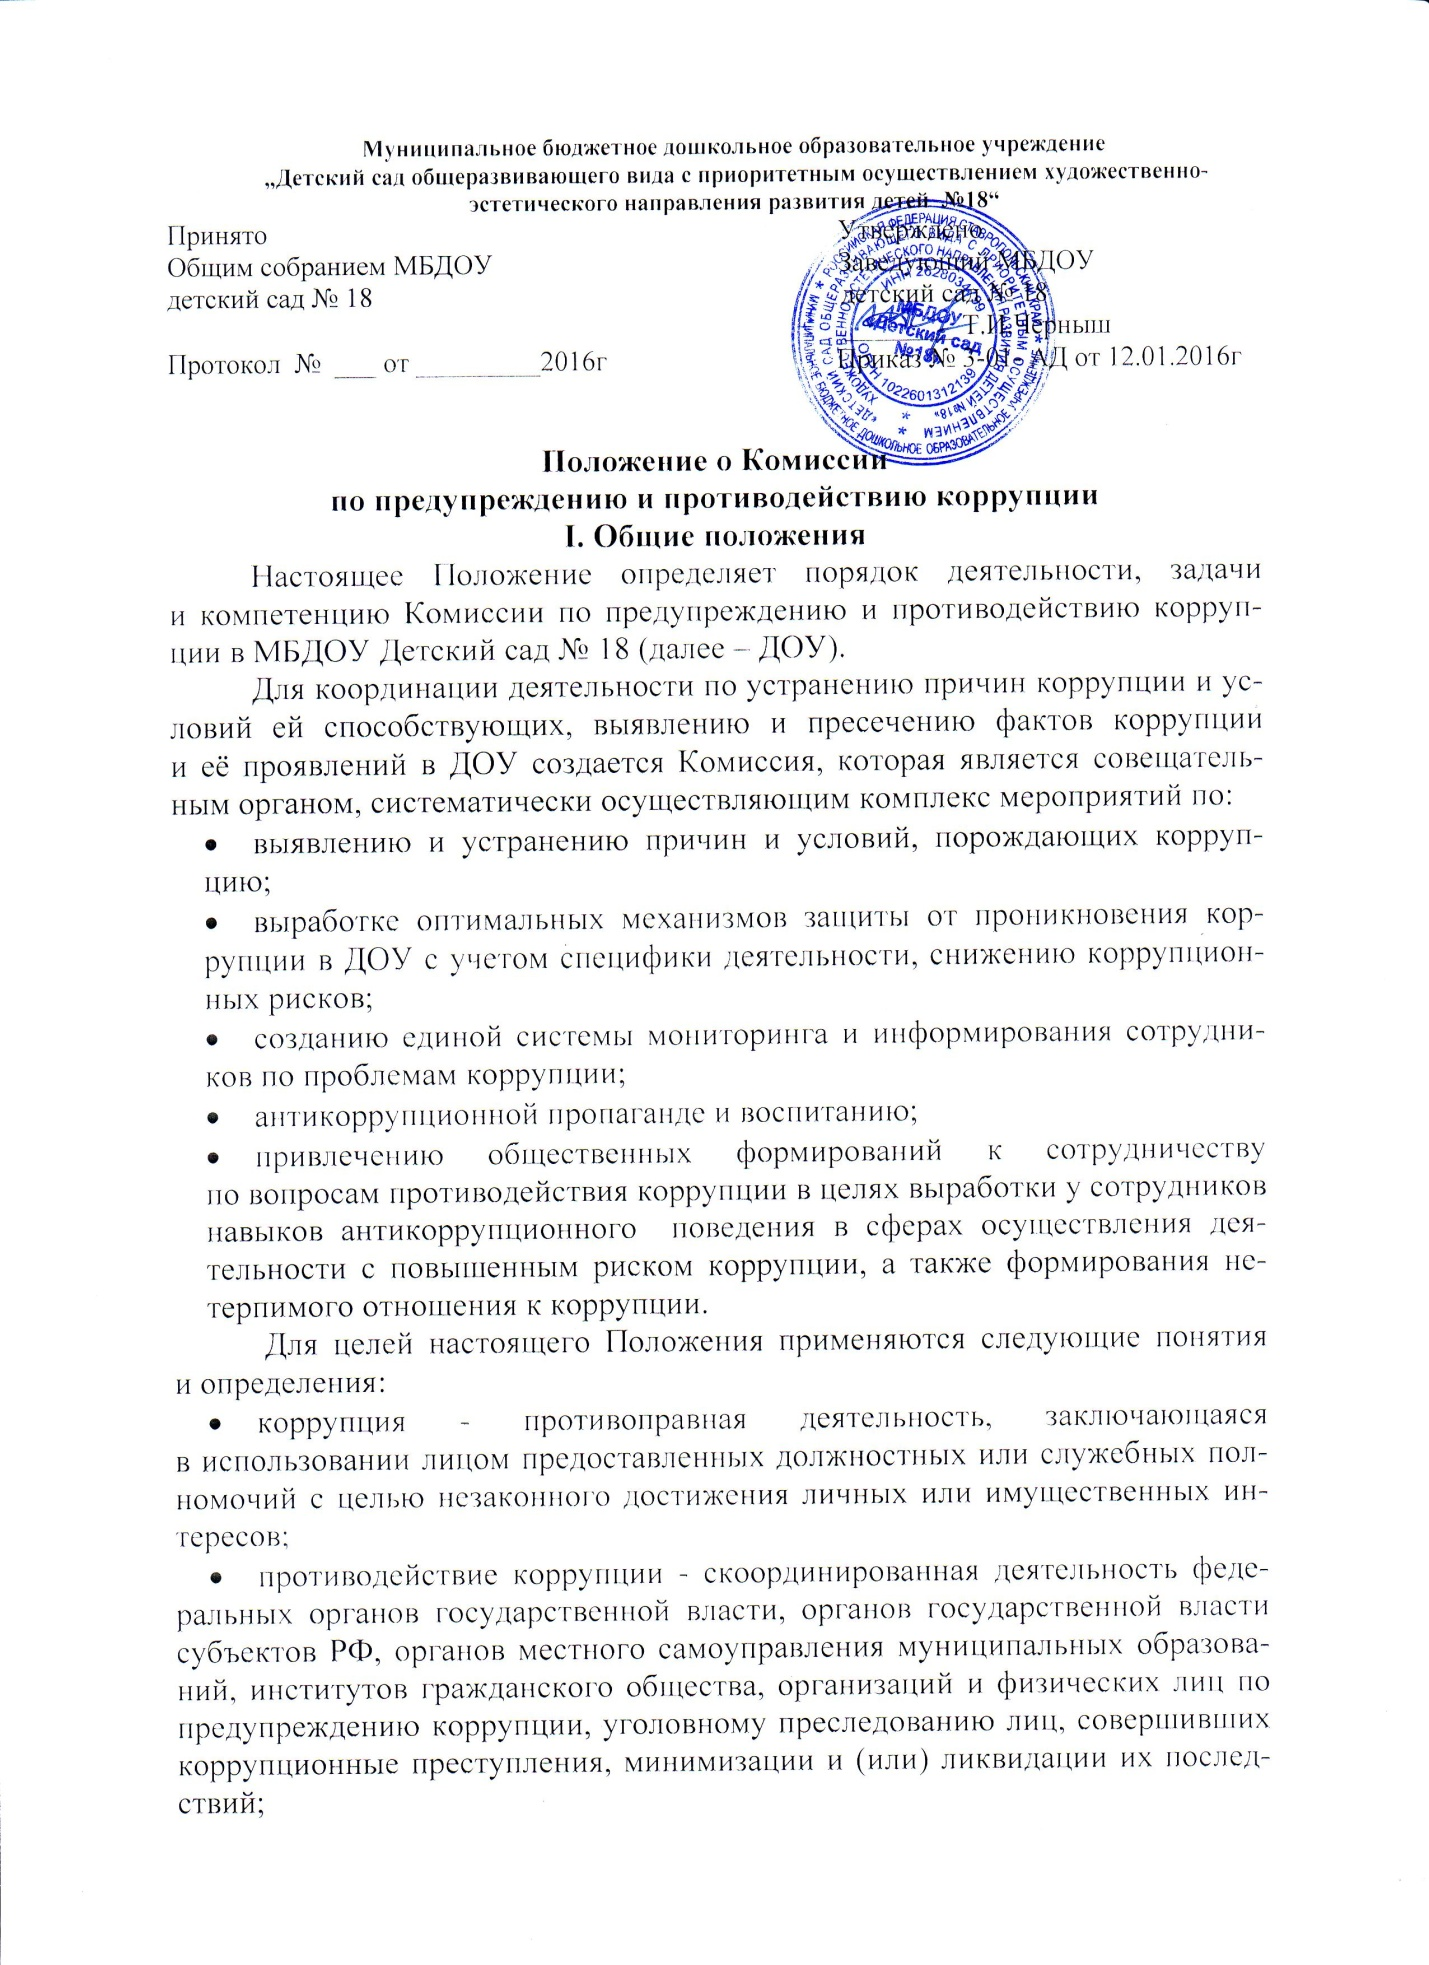 Муниципальное бюджетное дошкольное образовательное учреждение
„Детский сад общеразвивающего вида с приоритетным осуществлением художественно-
эстетического направления развития детей №18“
Принято
Общим собранием МБДОУ
детский сад № 18
Протокол № ___ от _________2016г
Утверждено
Заведующий МБДОУ
детский сад № 18
Т.И.Черныш
Приказ № 3-01 АД от 12.01.2016г
МБДОУ
«Детский сад
№18»
ОГРН 1022601312139
Положение о Комиссии
по предупреждению и противодействию коррупции
I. Общие положения
Настоящее Положение определяет порядок деятельности, задачи
и компетенцию Комиссии по предупреждению и противодействию корруп-
ции в МБДОУ Детский сад № 18 (далее – ДОУ).
Для координации деятельности по устранению причин коррупции и ус-
ловий ей способствующих, выявлению и пресечению фактов коррупции
и её проявлений в ДОУ создается Комиссия, которая является совещатель-
ным органом, систематически осуществляющим комплекс мероприятий по:
• выявлению и устранению причин и условий, порождающих корруп-
цию;
• выработке оптимальных механизмов защиты от проникновения кор-
рупции в ДОУ с учетом специфики деятельности, снижению коррупцион-
ных рисков;
• созданию единой системы мониторинга и информирования сотрудни-
ков по проблемам коррупции;
• антикоррупционной пропаганде и воспитанию;
• привлечению общественных формирований к сотрудничеству
по вопросам противодействия коррупции в целях выработки у сотрудников
навыков антикоррупционного поведения в сферах осуществления дея-
тельности с повышенным риском коррупции, а также формирования не-
терпимого отношения к коррупции.
Для целей настоящего Положения применяются следующие понятия
и определения:
• коррупция - противоправная деятельность, заключающаяся
в использовании лицом предоставленных должностных или служебных пол-
номочий с целью незаконного достижения личных или имущественных ин-
тересов;
• противодействие коррупции - скоординированная деятельность феде-
ральных органов государственной власти, органов государственной власти
субъектов РФ, органов местного самоуправления муниципальных образова-
ний, институтов гражданского общества, организаций и физических лиц по
предупреждению коррупции, уголовному преследованию лиц, совершивших
коррупционные преступления, минимизации и (или) ликвидации их послед-
ствий;